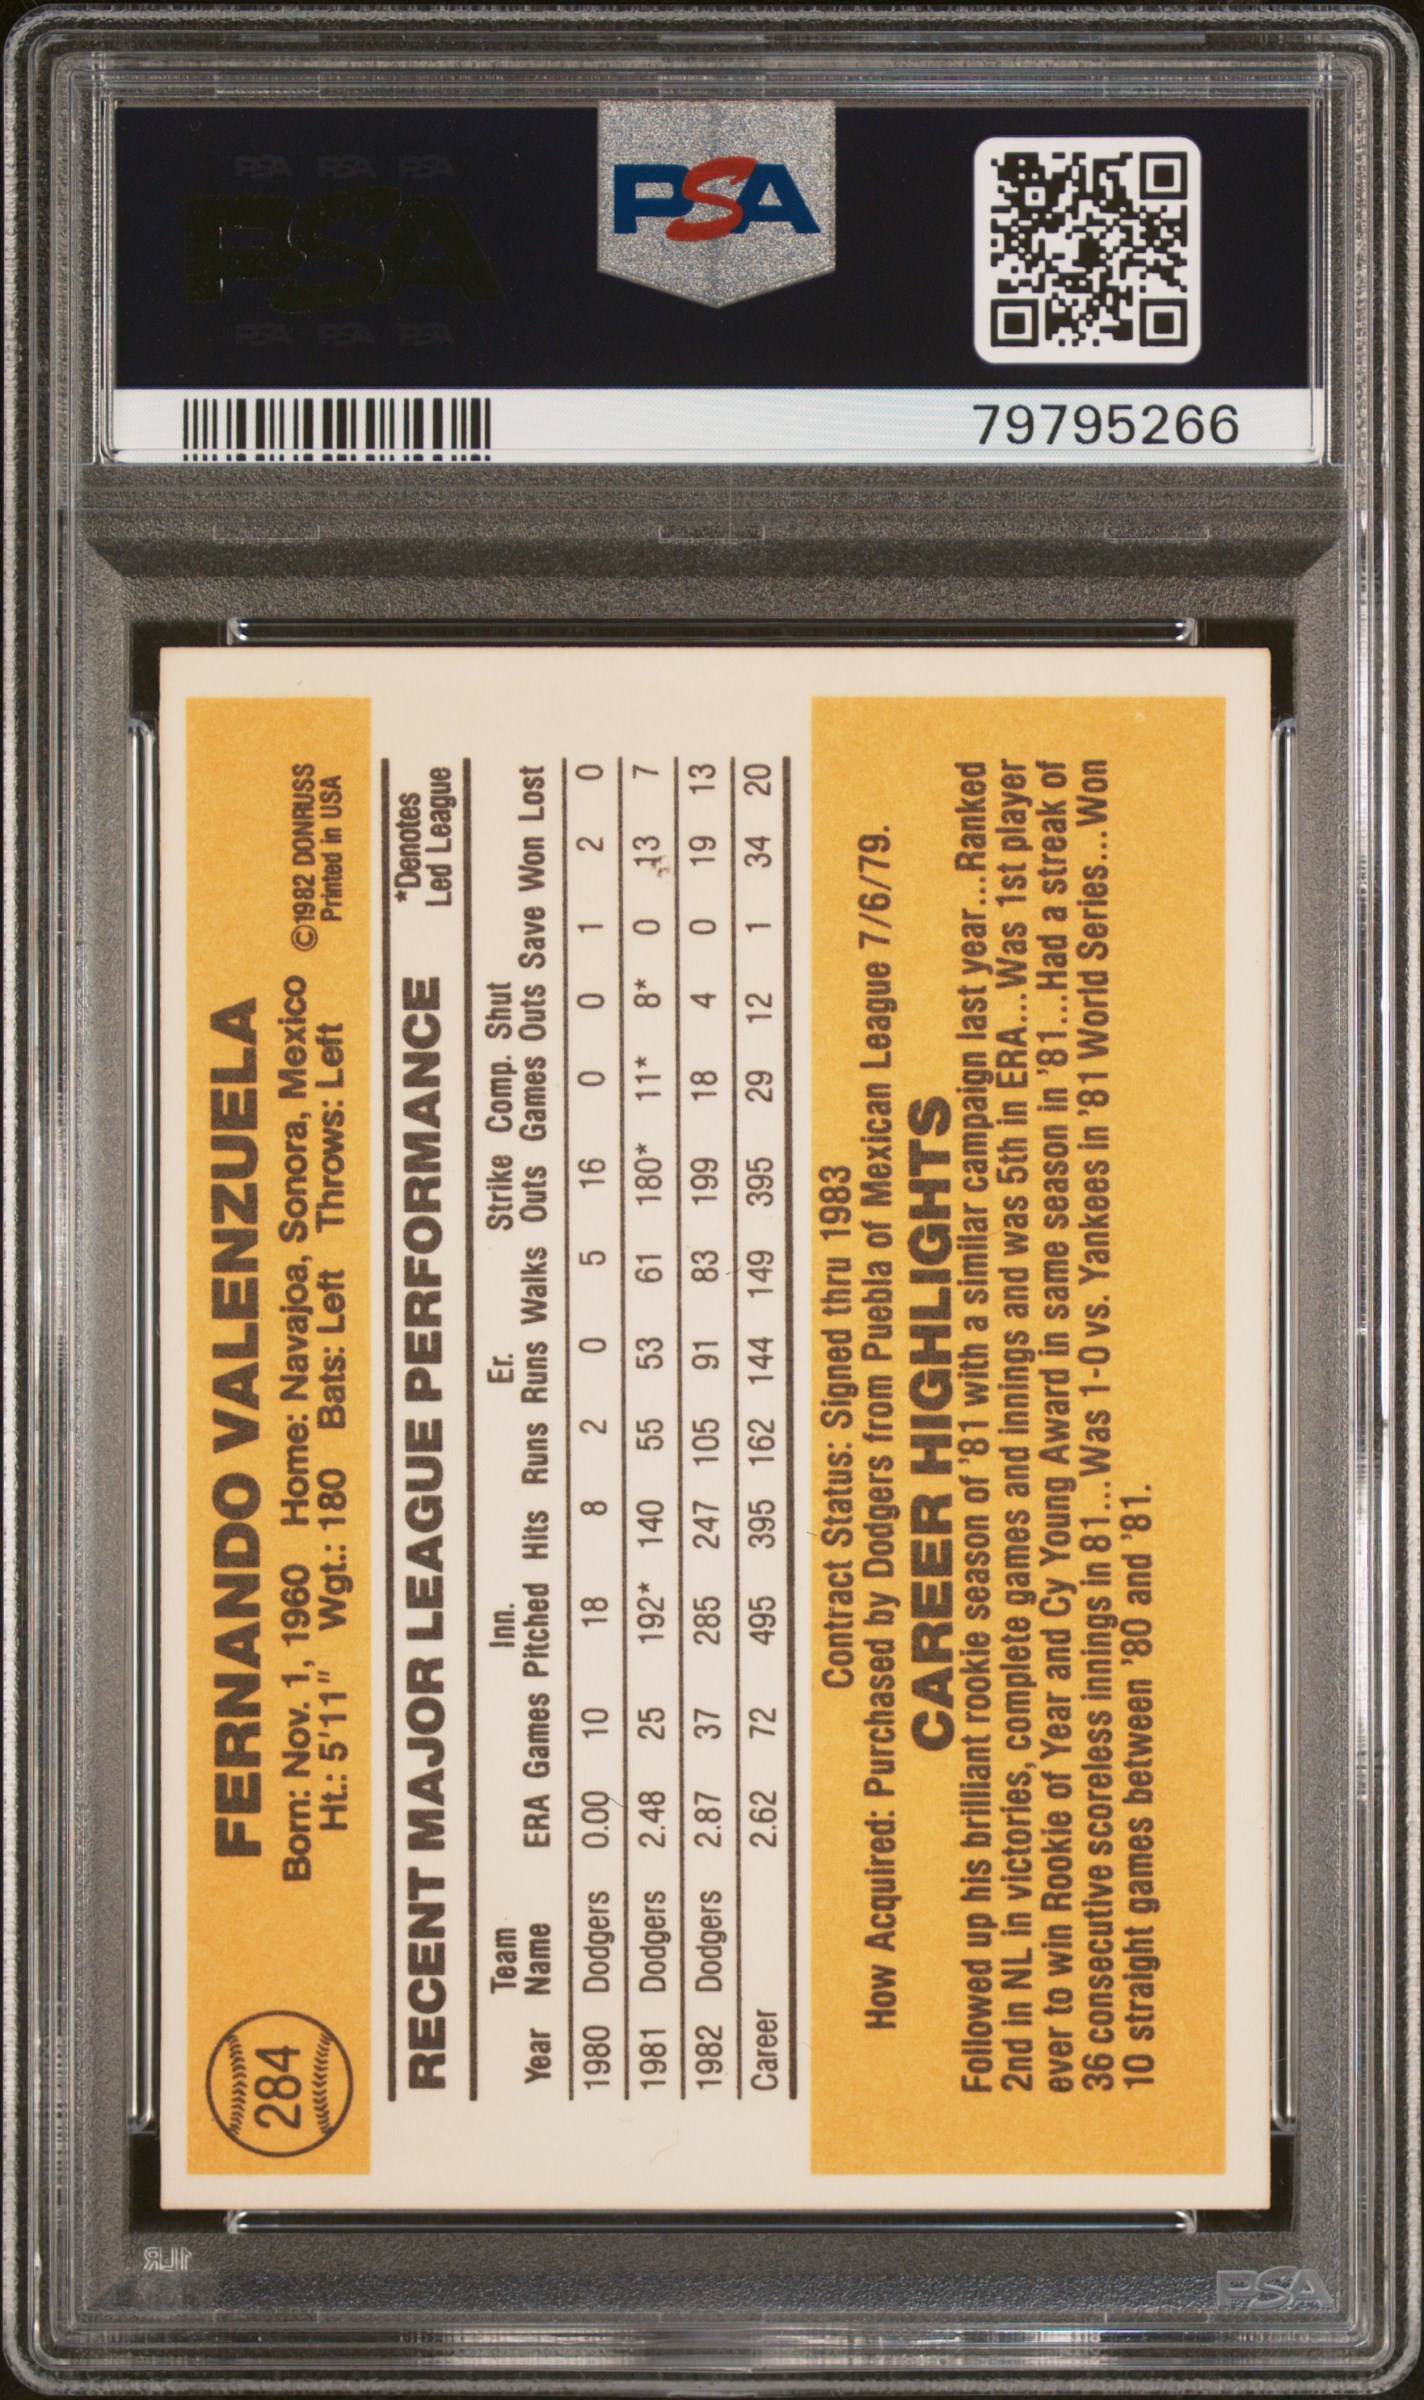 PSA PSA PSA
PSA
PSA PSA PSA
PSA
79795266
284
FERNANDO VALENZUELA
Born: Nov. 1, 1960 Home: Navajoa, Sonora, Mexico ©1982 DONRUSS
Ht.: 5'11" Wgt.: 180 Bats: Left Throws: Left Printed in USA
RECENT MAJOR LEAGUE PERFORMANCE *Denotes
Led League
Team Inn. Er. Strike Comp. Shut
Year Name ERA Games Pitched Hits Runs Runs Walks Outs Games Outs Save Won Lost
1980 Dodgers 0.00 10 18 8 2 0 5 16 0 0 1 2 0
1981 Dodgers 2.48 25 192* 140 55 53 61 180* 11* 8* 0 13 7
1982 Dodgers 2.87 37 285 247 105 91 83 199 18 4 0 19 13
Career 2.62 72 495 395 162 144 149 395 29 12 1 34 20
Contract Status: Signed thru 1983
How Acquired: Purchased by Dodgers from Puebla of Mexican League 7/6/79.
CAREER HIGHLIGHTS
Followed up his brilliant rookie season of '81 with a similar campaign last year...Ranked
2nd in NL in victories, complete games and innings and was 5th in ERA...Was 1st player
ever to win Rookie of Year and Cy Young Award in same season in '81...Had a streak of
36 consecutive scoreless innings in 81...Was 1-0 vs. Yankees in '81 World Series...Won
10 straight games between '80 and '81.
1LR
PSA